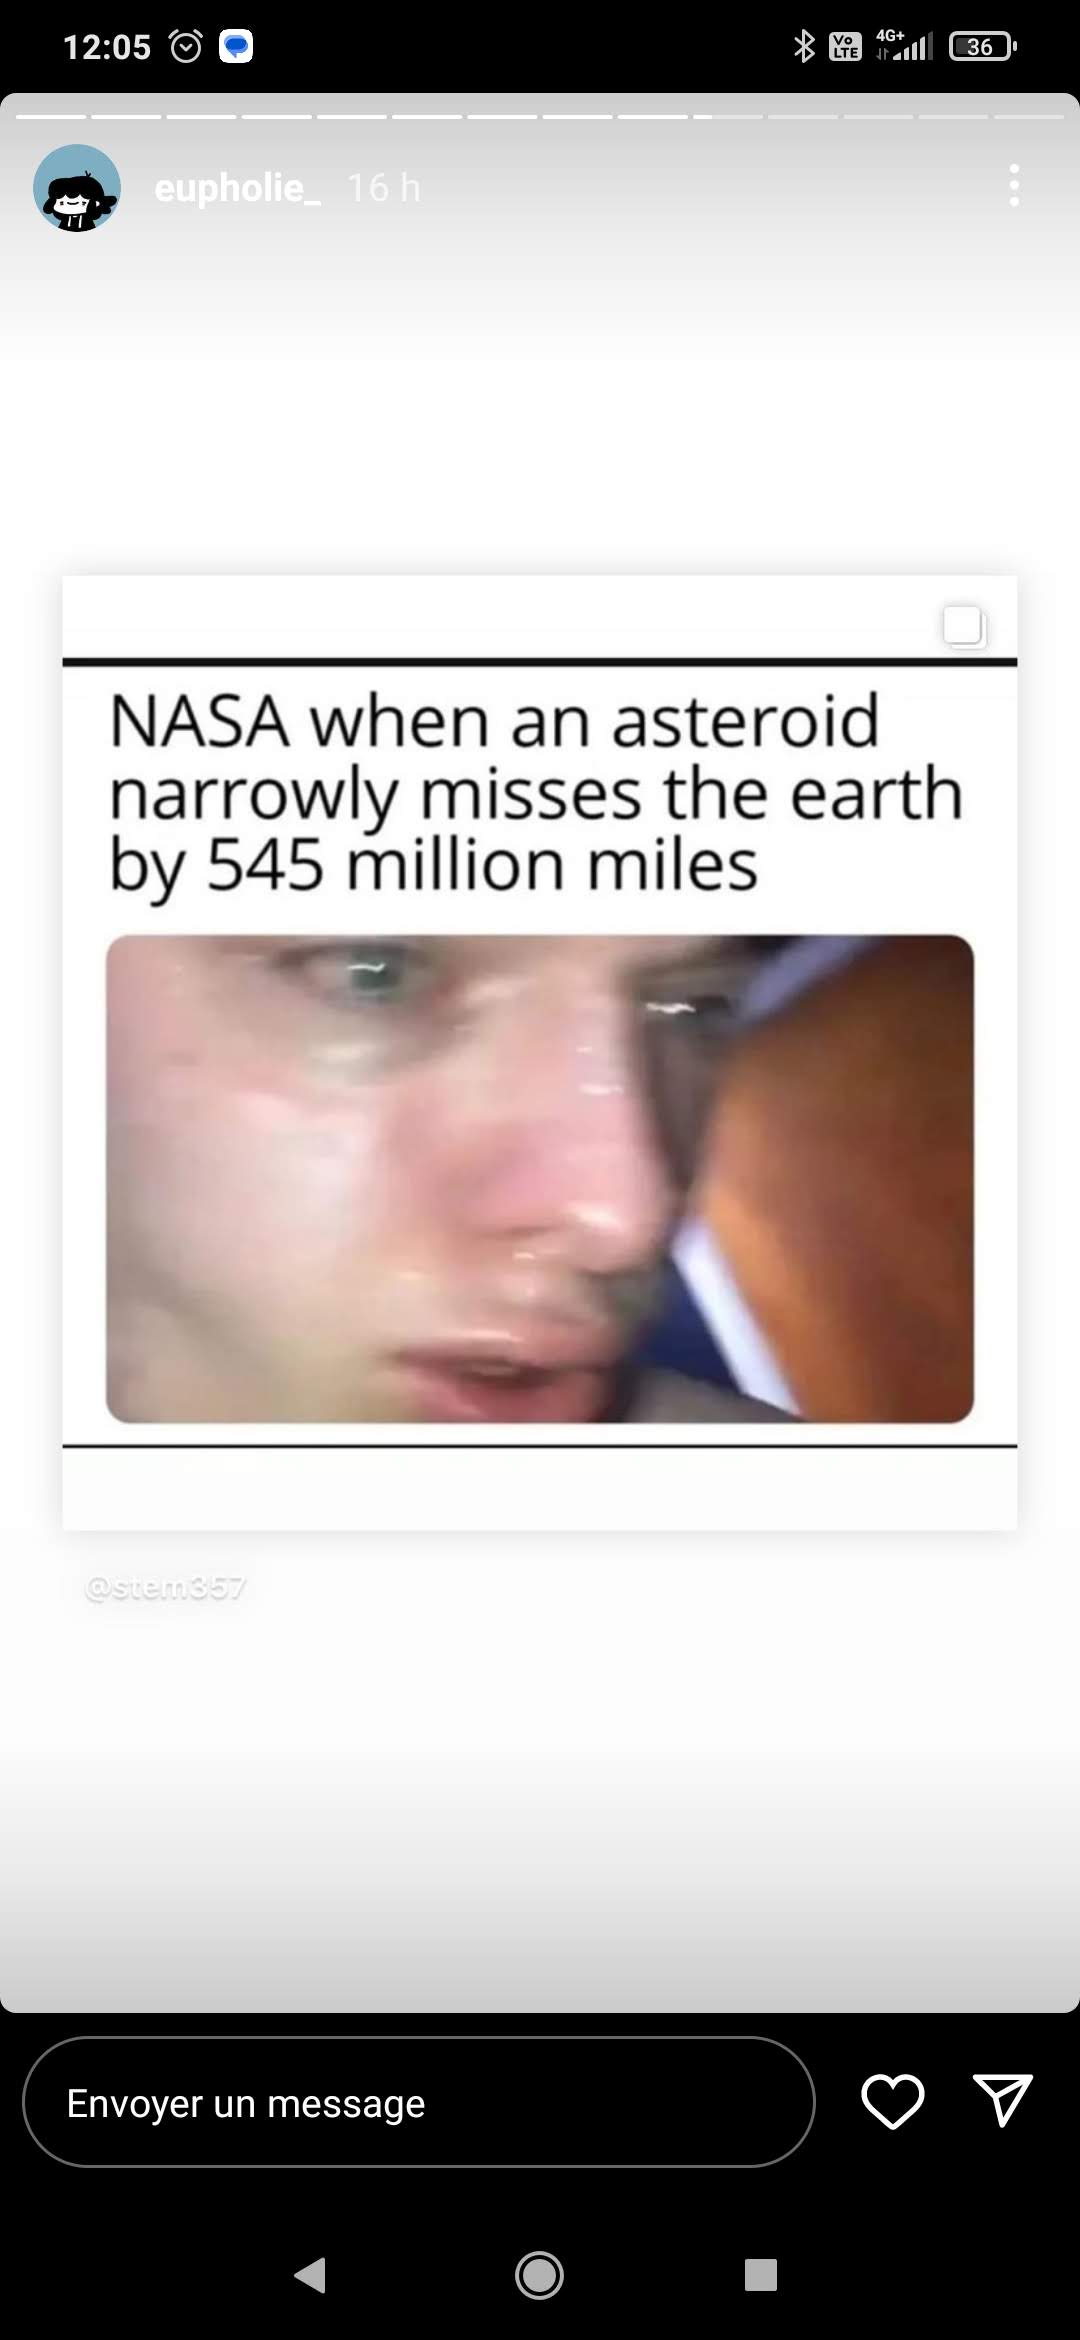 12:05
Vo
LTE
4G+
36
eupholie_ 16 h
NASA when an asteroid
narrowly misses the earth
by 545 million miles
@stem357
Envoyer un message